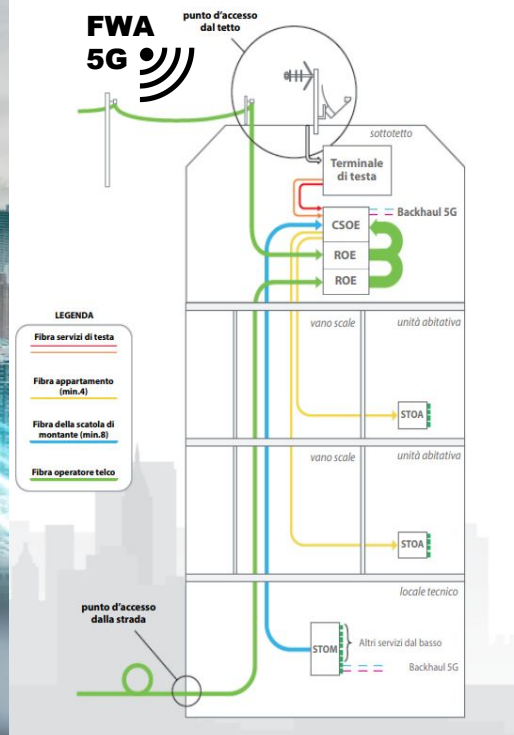 FWA
5G
punto d'accesso
dal tetto
sottotetto
Terminale
di testa
CSOE
Backhaul 5G
ROE
ROE
LEGENDA
Fibra servizi di testa
Fibra appartamento
(min.4)
Fibra della scatola di
montante (min.8)
Fibra operatore telco
vano scale
unità abitativa
STOA
vano scale
unità abitativa
STOA
locale tecnico
punto d'accesso
dalla strada
STOM
Altri servizi dal basso
Backhaul 5G